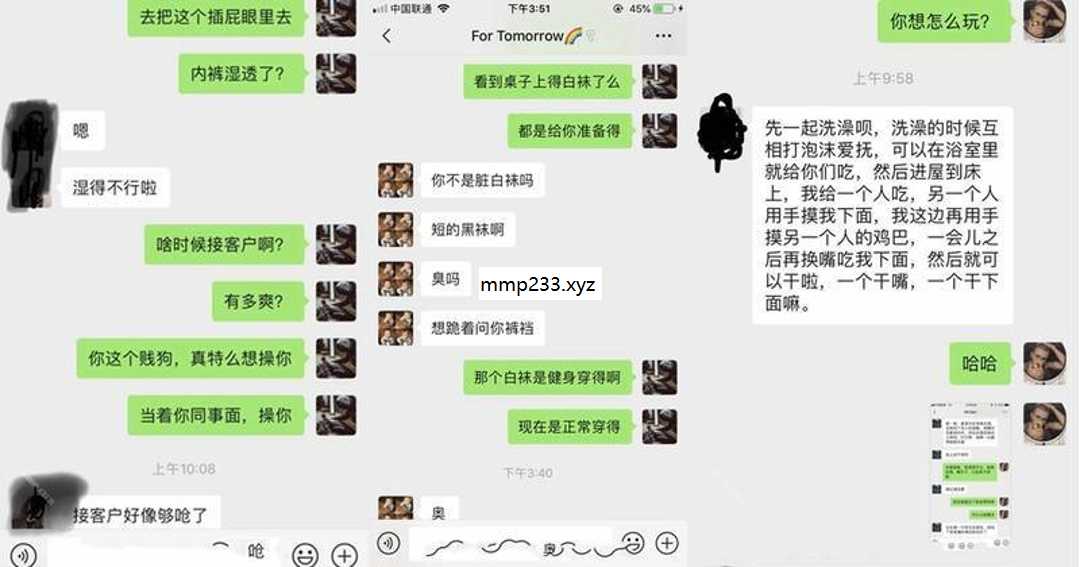 去把这个插屁眼里去
内裤湿透了?
嗯
湿得不行啦
啥时候接客户啊?
有多爽?
你这个贱狗,真特么想操你
当着你同事面,操你
上午10:08
接客户好像够呛了
呛
中国联通
下午3:51
45%
For Tomorrow🌈
看到桌子上得白袜了么
都是给你准备得
你不是脏白袜吗
短的黑袜啊
臭吗
mmp233.xyz
想跪着问你裤裆
那个白袜是健身穿得啊
现在是正常穿得
下午3:40
奥
奥
你想怎么玩?
上午9:58
先一起洗澡呗,洗澡的时候互
相打泡沫爱抚,可以在浴室里
就给你们吃,然后进屋到床
上,我给一个人吃,另一个人
用手摸我下面,我这边再用手
摸另一个人的鸡巴,一会儿之
后再换嘴吃我下面,然后就可
以干啦,一个干嘴,一个干下
面嘛。
哈哈